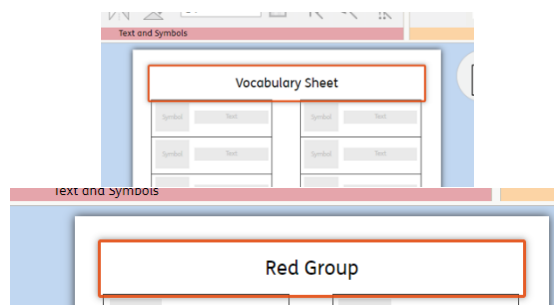 Text and Symbols
Vocabulary Sheet
Symbol Text Symbol Text
Symbol Text Symbol Text
Text and Symbols
Red Group